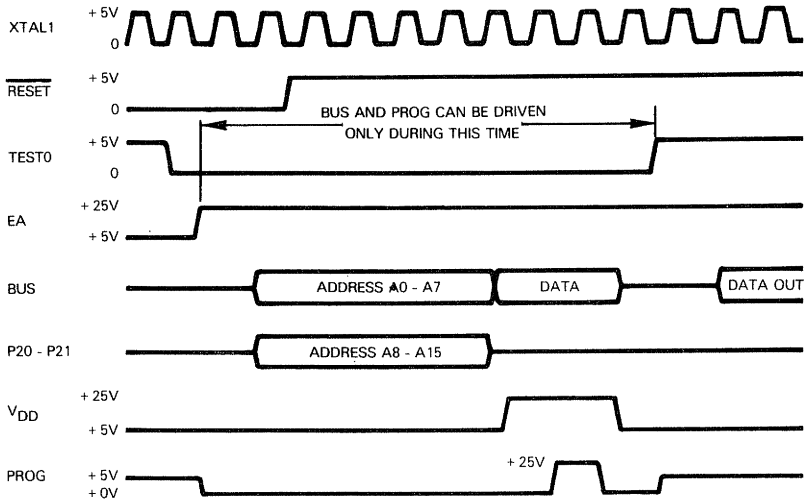 XTAL1
+ 5V
0
RESET
+ 5V
0
BUS AND PROG CAN BE DRIVEN
ONLY DURING THIS TIME
TEST0
+ 5V
0
EA
+ 25V
+ 5V
BUS
ADDRESS A0 - A7
DATA
DATA OUT
P20 - P21
ADDRESS A8 - A15
VDD
+ 25V
+ 5V
PROG
+ 5V
+ 0V
+ 25V